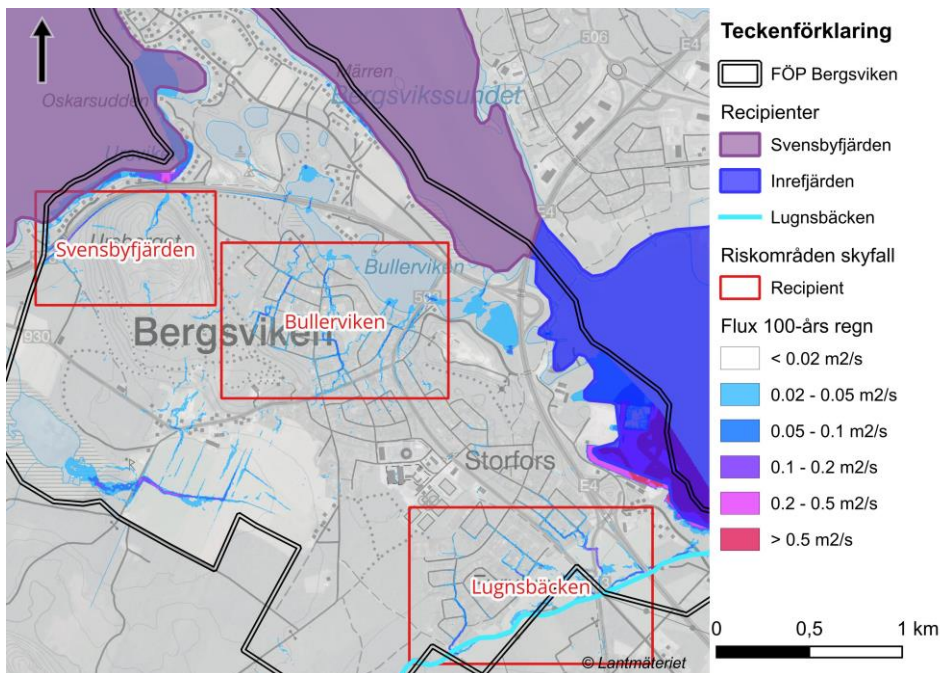 506
E4
Märren
Bergsvikssundet
Oskarsudden
E4
Svensbyfjärden
Bullerviken
Bullerviken
Bergsviken
930
Storfors
E4
Lugnsbäcken
© Lantmäteriet
Teckenförklaring
FÖP Bergsviken
Recipienter
Svensbyfjärden
Inrefjärden
Lugnsbäcken
Riskområden skyfall
Recipient
Flux 100-års regn
< 0.02 m2/s
0.02 - 0.05 m2/s
0.05 - 0.1 m2/s
0.1 - 0.2 m2/s
0.2 - 0.5 m2/s
> 0.5 m2/s
0 0,5 1 km